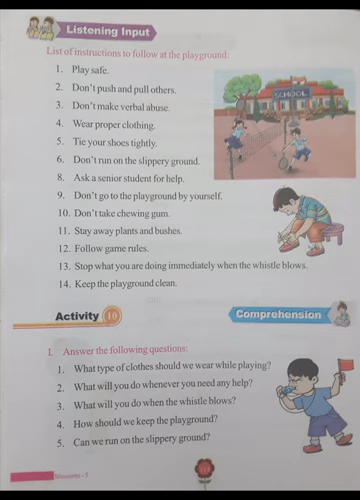 Listening Input
List of instructions to follow at the playground:
1. Play safe.
2. Don't push and pull others.
3. Don't make verbal abuse.
4. Wear proper clothing.
5. Tie your shoes tightly.
6. Don't run on the slippery ground.
8. Ask a senior student for help.
9. Don't go to the playground by yourself.
10. Don't take chewing gum.
11. Stay away plants and bushes.
12. Follow game rules.
13. Stop what you are doing immediately when the whistle blows.
14. Keep the playground clean.
SCHOOL
Activity 10
Comprehension
I. Answer the following questions:
1. What type of clothes should we wear while playing?
2. What will you do whenever you need any help?
3. What will you do when the whistle blows?
4. How should we keep the playground?
5. Can we run on the slippery ground?
Blossoms - 5